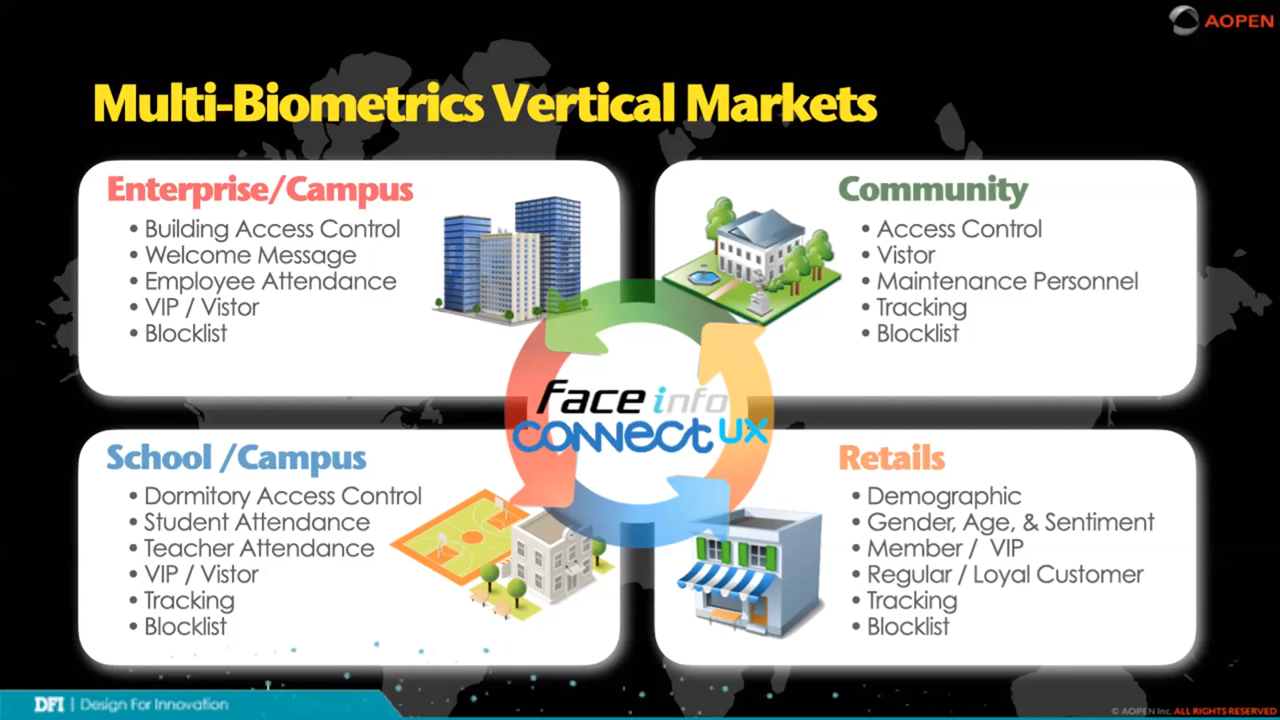 AOPEN
Multi-Biometrics Vertical Markets
Enterprise/Campus
• Building Access Control
• Welcome Message
• Employee Attendance
• VIP / Vistor
• Blocklist
Community
• Access Control
• Vistor
• Maintenance Personnel
• Tracking
• Blocklist
face info
connect UX
School /Campus
• Dormitory Access Control
• Student Attendance
• Teacher Attendance
• VIP / Vistor
• Tracking
• Blocklist
Retails
• Demographic
• Gender, Age, & Sentiment
• Member / VIP
• Regular / Loyal Customer
• Tracking
• Blocklist
DFI | Design For Innovation
© AOPEN Inc. ALL RIGHTS RESERVED